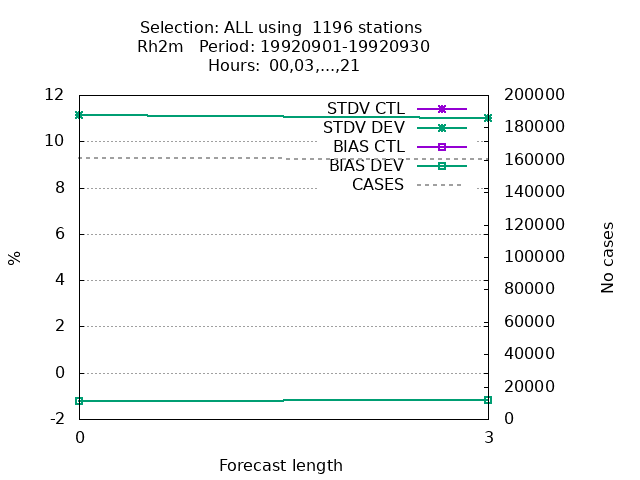 Selection: ALL using  1196 stations
Rh2m   Period: 19920901-19920930
Hours:  00,03,...,21
12
10
8
6
4
2
0
-2
%
200000
180000
160000
140000
120000
100000
80000
60000
40000
20000
0
No cases
STDV CTL
STDV DEV
BIAS CTL
BIAS DEV
CASES
0 3
Forecast length